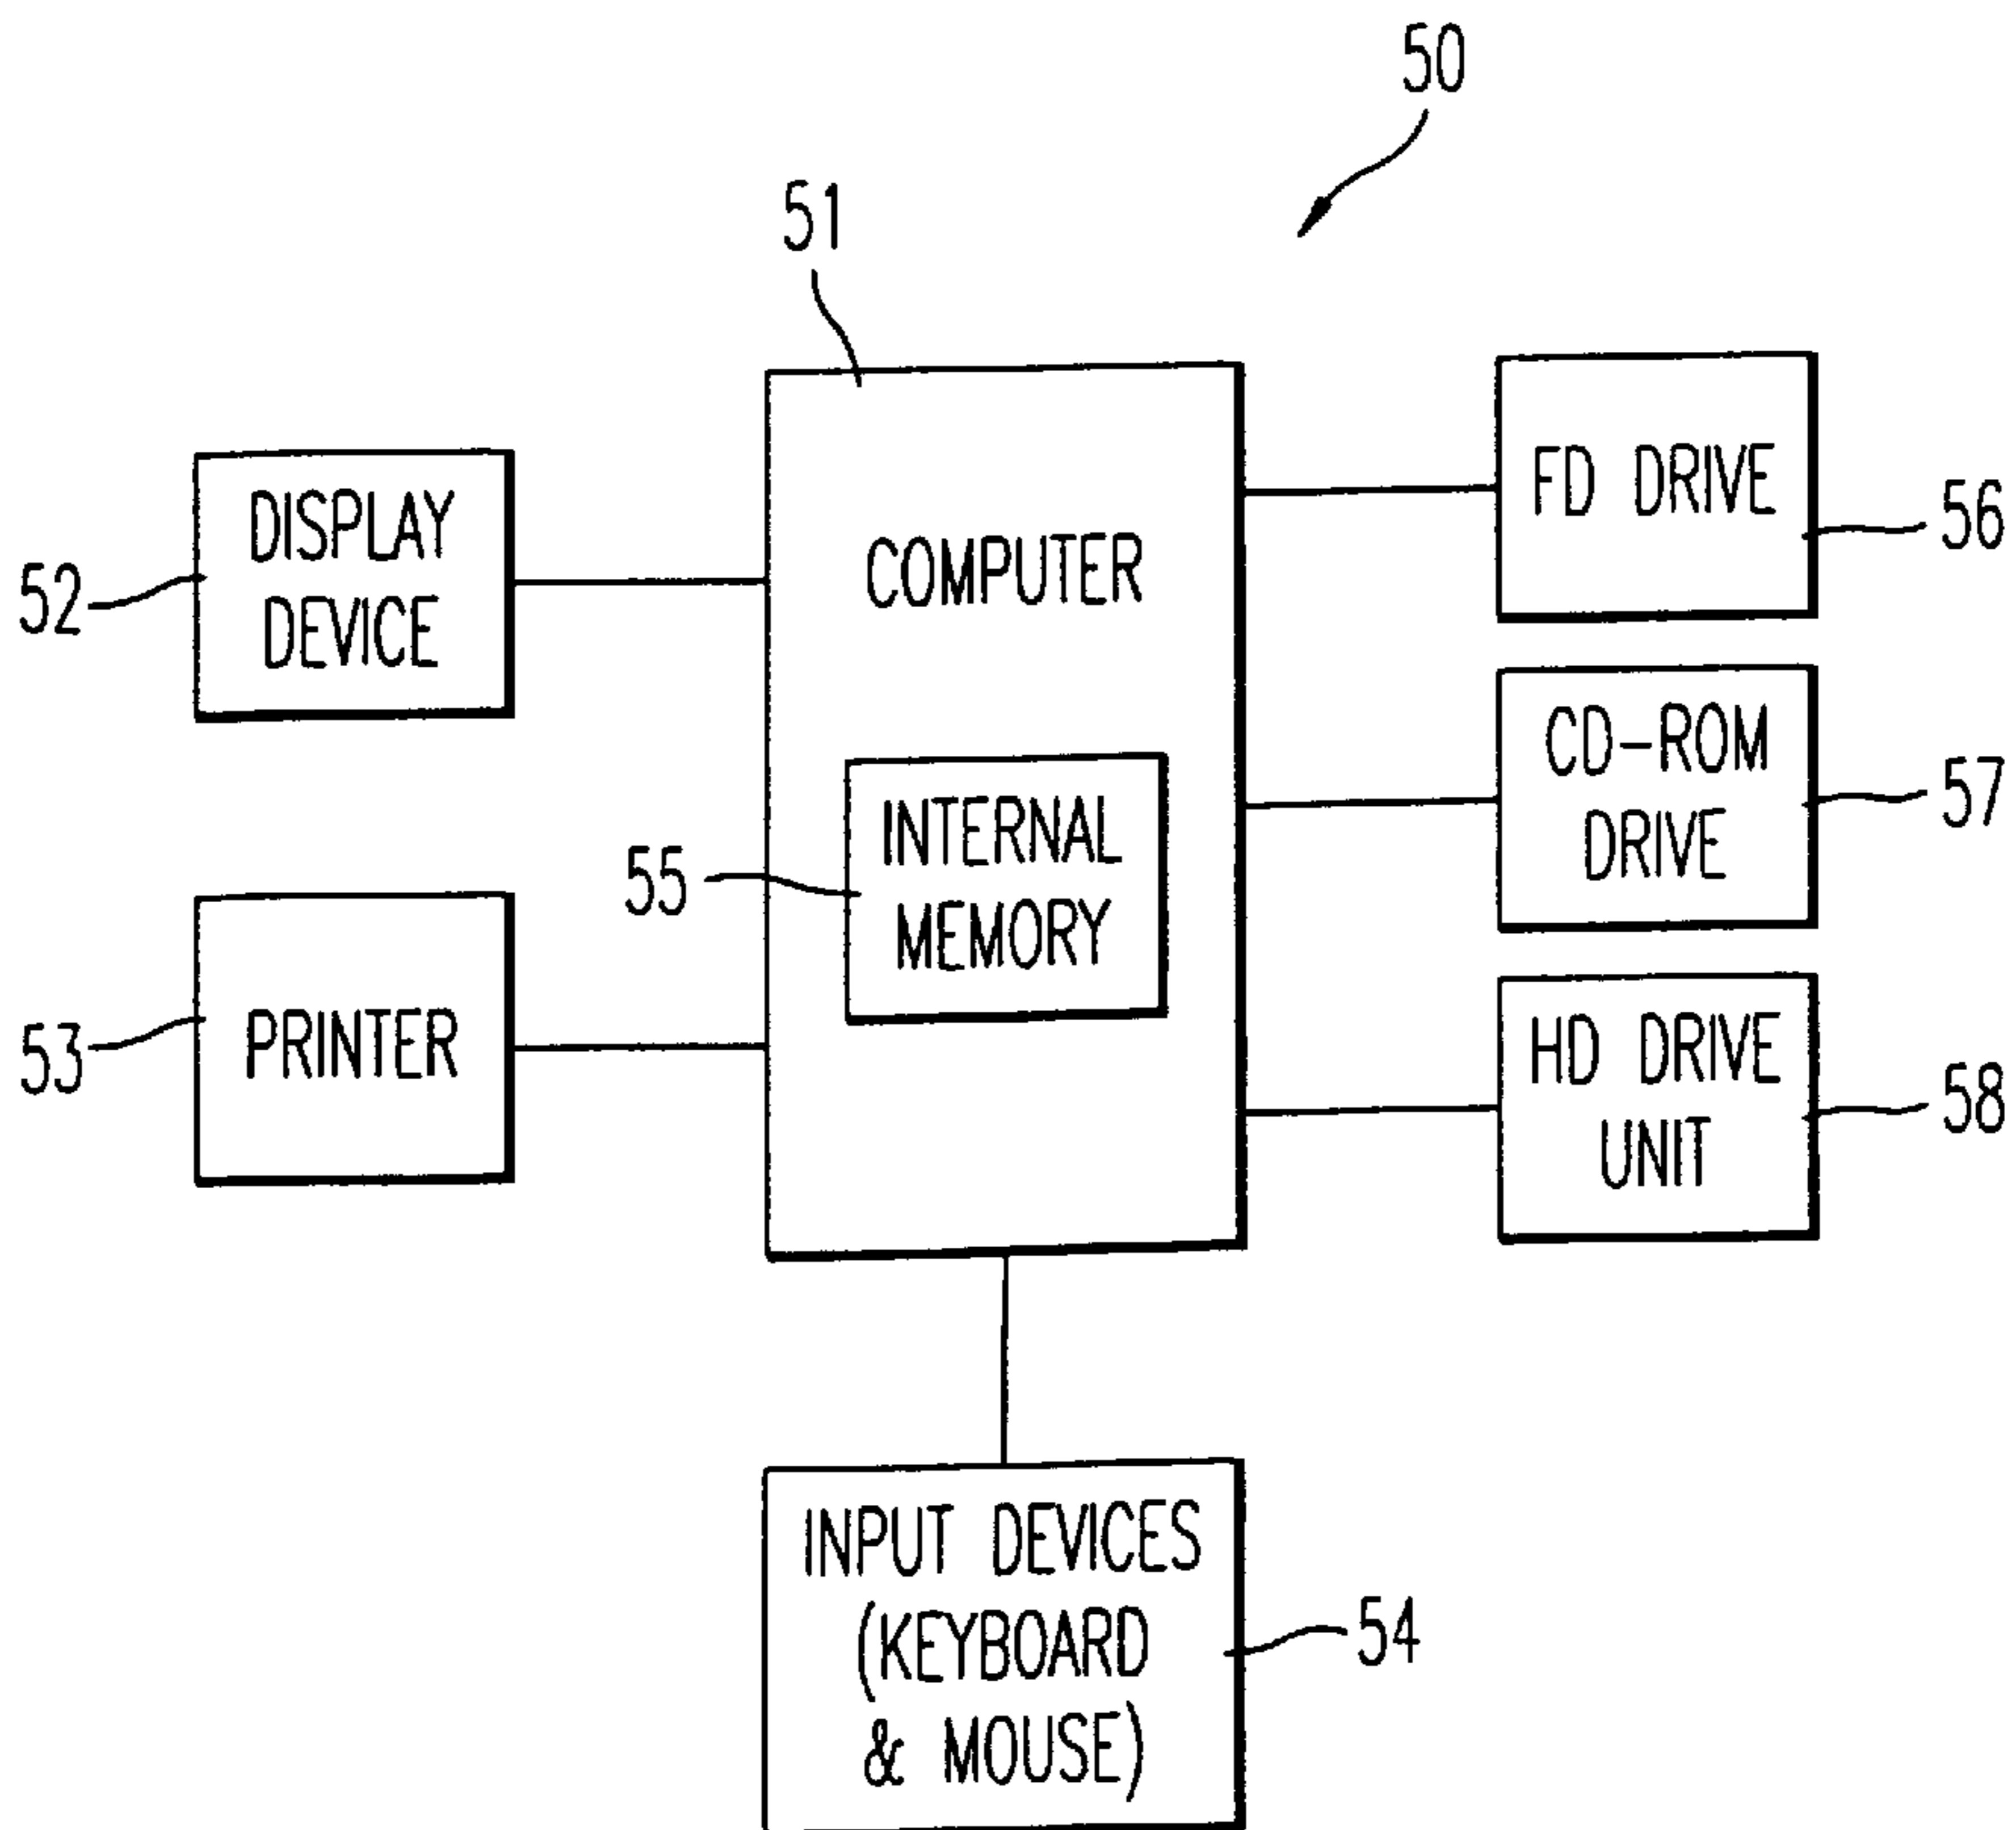 50
51
DISPLAY
DEVICE
52
PRINTER
53
COMPUTER
INTERNAL
MEMORY
55
FD DRIVE
56
CD-ROM
DRIVE
57
HD DRIVE
UNIT
58
INPUT DEVICES
(KEYBOARD
& MOUSE)
54